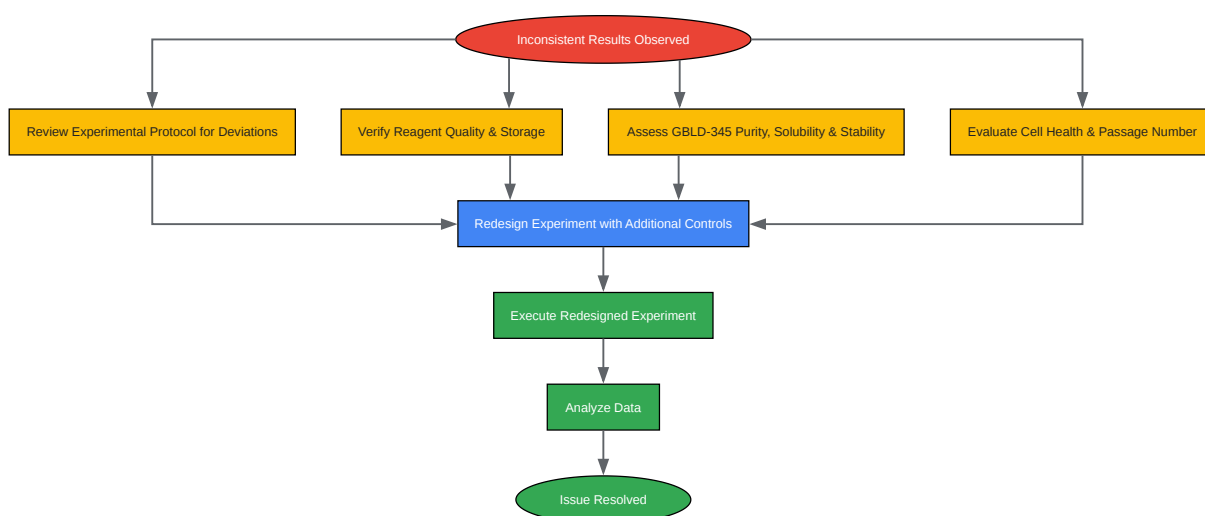 Inconsistent Results Observed
Review Experimental Protocol for Deviations
Verify Reagent Quality & Storage
Assess GBLD-345 Purity, Solubility & Stability
Evaluate Cell Health & Passage Number
Redesign Experiment with Additional Controls
Execute Redesigned Experiment
Analyze Data
Issue Resolved